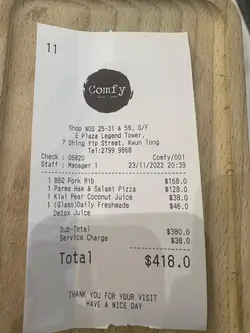 11
Comfy
Shop NOS 25-31 & 59, G/F
E Plaza Legend Tower,
7 Shing Yip Street, Kwun Tong
Tel:2799 9868
Check : 06820 Comfy/001
Staff : Manager 1 23/11/2022 20:39
1 BBQ Pork Rib $168.0
1 Parma Ham & Salami Pizza $128.0
1 Kiwi Pear Coconut Juice $38.0
1 (Glass)Daily Freshmade $46.0
Detox Juice
Sub-Total $380.0
Service Charge $38.0
Total $418.0
THANK YOU FOR YOUR VISIT
HAVE A NICE DAY